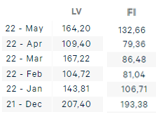 LV FI
22 - May 164,20 132,66
22 - Apr 109,40 79,36
22 - Mar 167,22 86,48
22 - Feb 104,72 81,04
22 - Jan 143,81 106,71
21 - Dec 207,40 193,38